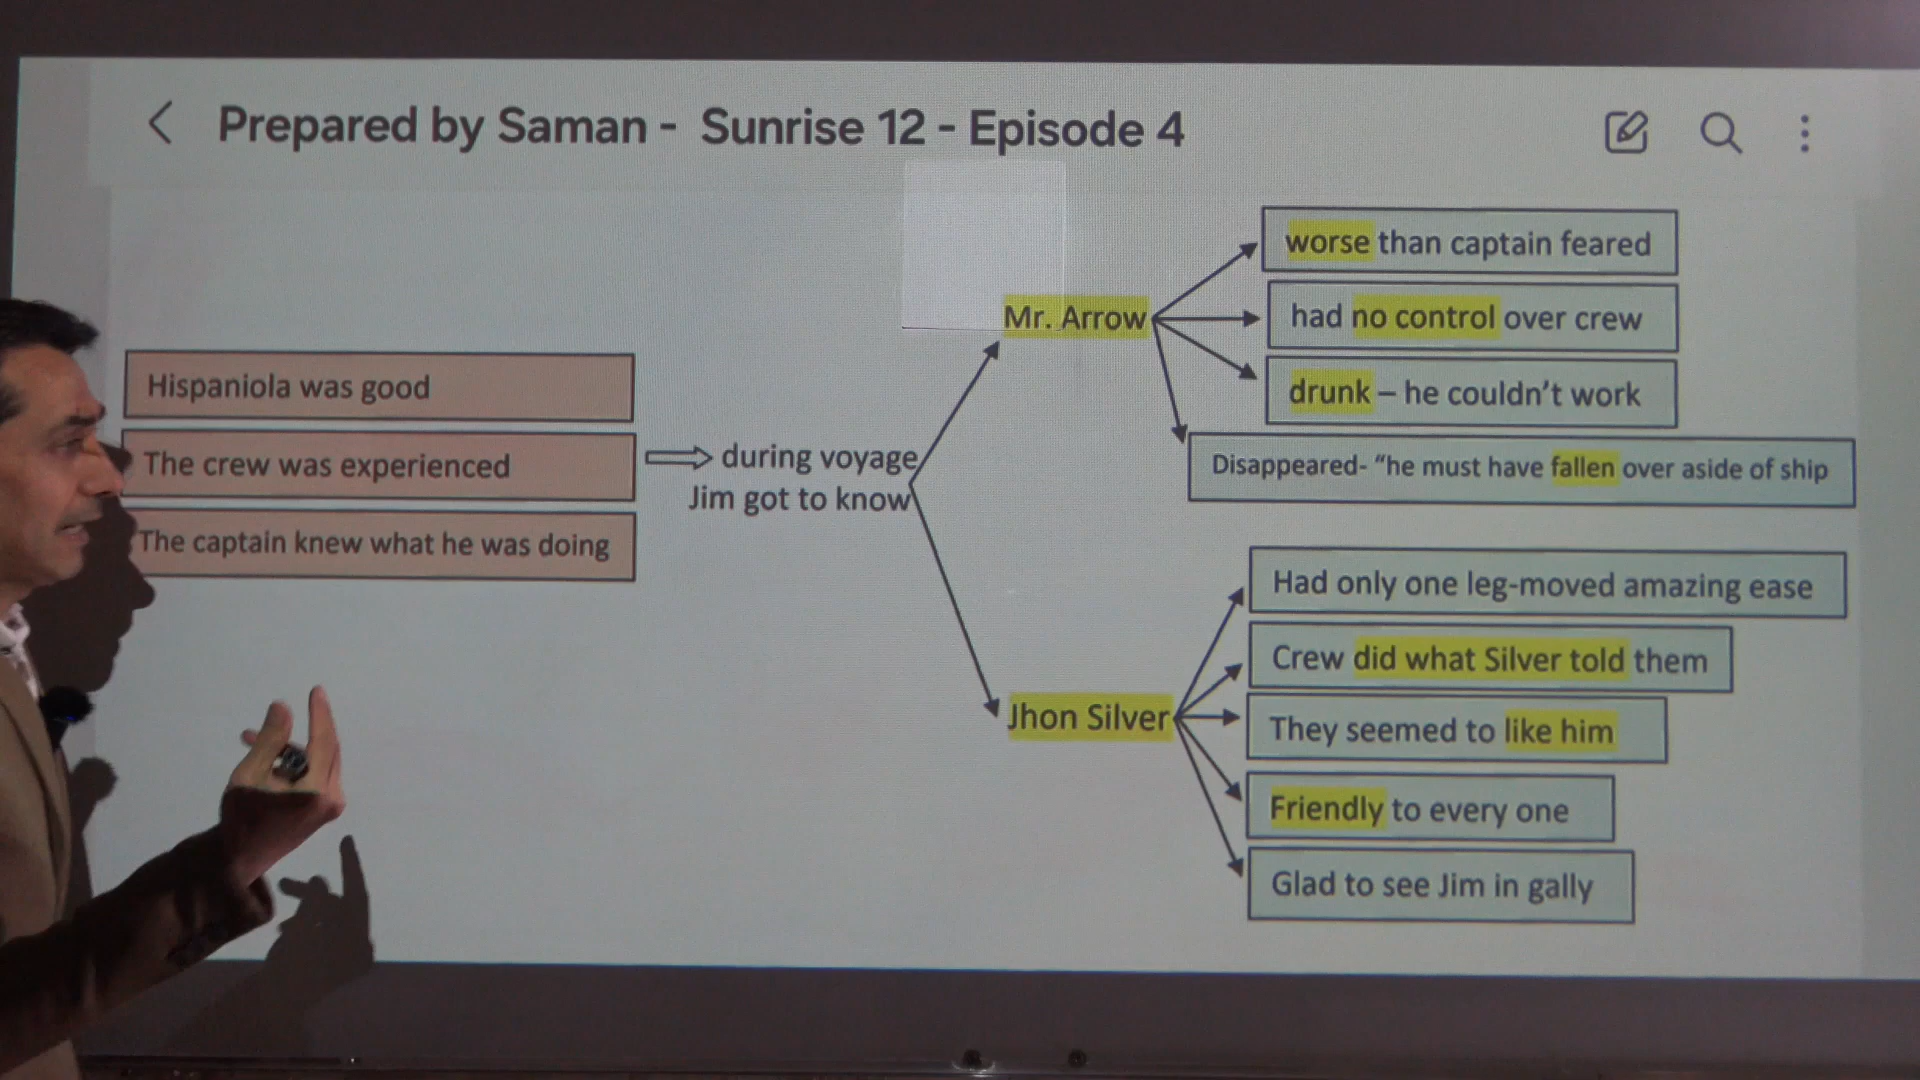 Prepared by Saman - Sunrise 12 - Episode 4
Hispaniola was good
The crew was experienced
The captain knew what he was doing
during voyage
Jim got to know
Mr. Arrow
worse than captain feared
had no control over crew
drunk – he couldn't work
Disappeared- “he must have fallen over aside of ship
Jhon Silver
Had only one leg-moved amazing ease
Crew did what Silver told them
They seemed to like him
Friendly to every one
Glad to see Jim in gally